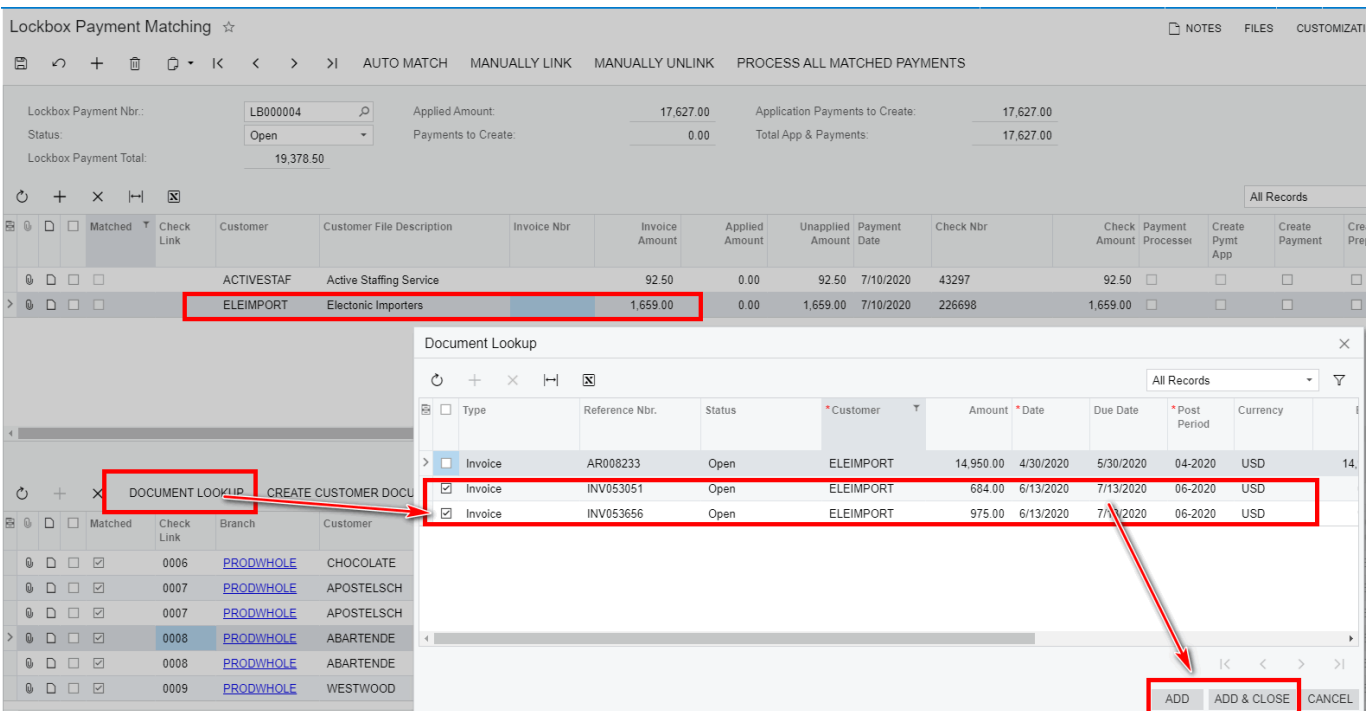 Lockbox Payment Matching
NOTES FILES CUSTOMIZATI
AUTO MATCH MANUALLY LINK MANUALLY UNLINK PROCESS ALL MATCHED PAYMENTS
Lockbox Payment Nbr.: LB000004 Applied Amount: 17,627.00 Application Payments to Create: 17,627.00
Status: Open Payments to Create: 0.00 Total App & Payments: 17,627.00
Lockbox Payment Total: 19,378.50
All Records
Matched Check Link Customer Customer File Description Invoice Nbr Invoice Amount Applied Amount Unapplied Amount Payment Date Check Nbr Check Amount Payment Processe Create Pymt App Create Payment Cre Pre
ACTIVESTAF Active Staffing Service 92.50 0.00 92.50 7/10/2020 43297 92.50
ELEIMPORT Electonic Importers 1,659.00 0.00 1,659.00 7/10/2020 226698 1,659.00
Document Lookup
All Records
Type Reference Nbr. Status *Customer Amount *Date Due Date *Post Period Currency
Invoice AR008233 Open ELEIMPORT 14,950.00 4/30/2020 5/30/2020 04-2020 USD 14,
Invoice INV053051 Open ELEIMPORT 684.00 6/13/2020 7/13/2020 06-2020 USD
Invoice INV053656 Open ELEIMPORT 975.00 6/13/2020 7/13/2020 06-2020 USD
ADD ADD & CLOSE CANCEL
DOCUMENT LOOKUP CREATE CUSTOMER DOCU
Matched Check Link Branch Customer
0006 PRODWHOLE CHOCOLATE
0007 PRODWHOLE APOSTELSCH
0007 PRODWHOLE APOSTELSCH
0008 PRODWHOLE ABARTENDE
0008 PRODWHOLE ABARTENDE
0009 PRODWHOLE WESTWOOD